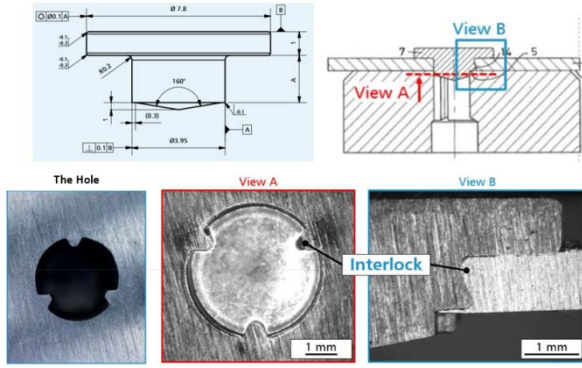 Ø0.1 A
Ø 7.8
B
-0.1
-0.3
-0.1
-0.3
R0.2
1
A
160°
1
(0.3)
-0.1
A
Ø3.95
⊥ 0.1 B
View B
7
14
5
View A
The Hole
View A
View B
Interlock
1 mm
1 mm